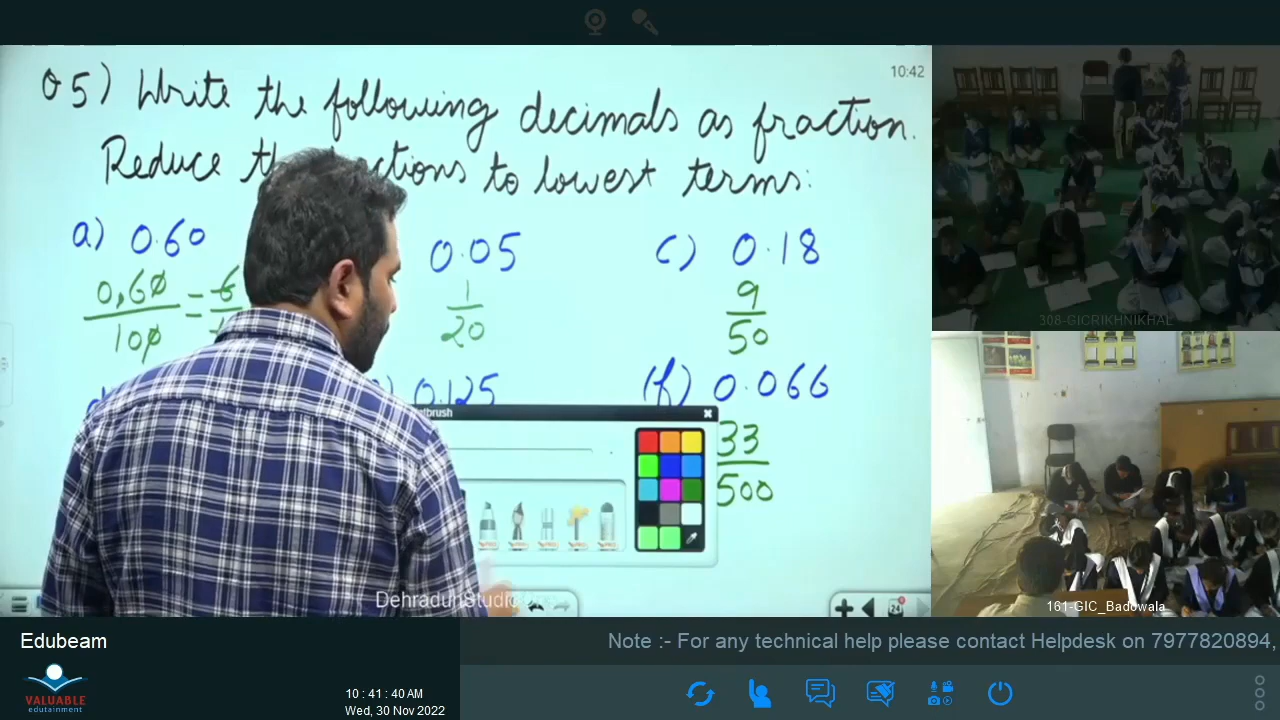 10:42
Q5) Write the following decimals as fraction.
Reduce the fractions to lowest terms:
a) 0.60
0.05
c) 0.18
0,60/100 = 6
1/20
9/50
0.125
(f) 0.066
33/500
24
DehradunStudio
308-GICRIKHNIKHAL
161-GIC_Badowala
Edubeam
Note :- For any technical help please contact Helpdesk on 7977820894,
VALUABLE
edutainment
10 : 41 : 40 AM
Wed, 30 Nov 2022